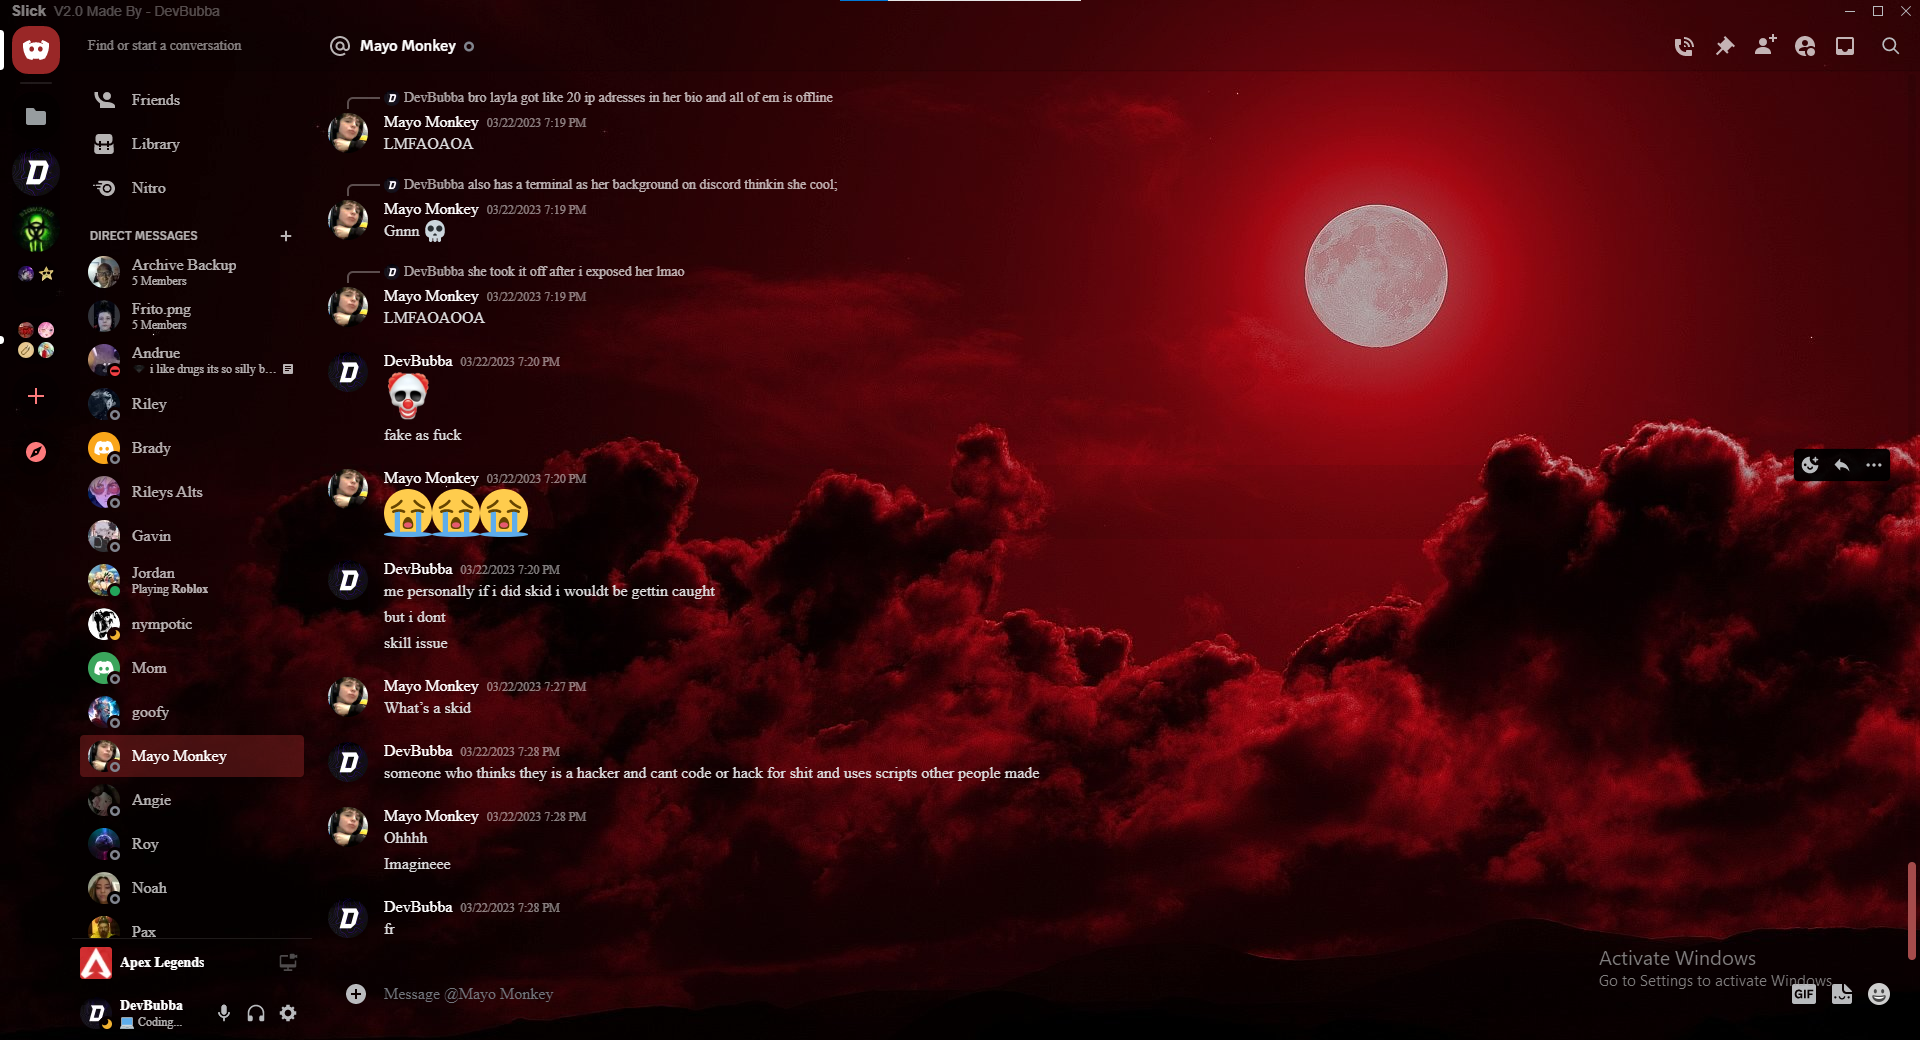 Slick V2.0 Made By - DevBubba
Find or start a conversation
Friends
Library
Nitro
DIRECT MESSAGES
Archive Backup
5 Members
Frito.png
5 Members
Andrue
i like drugs its so silly b...
Riley
Brady
Rileys Alts
Gavin
Jordan
Playing Roblox
nympotic
Mom
goofy
Mayo Monkey
Angie
Roy
Noah
Pax
Apex Legends
DevBubba
Coding...
Mayo Monkey
DevBubba bro layla got like 20 ip adresses in her bio and all of em is offline
Mayo Monkey 03/22/2023 7:19 PM
LMFAOAOA
DevBubba also has a terminal as her background on discord thinkin she cool;
Mayo Monkey 03/22/2023 7:19 PM
Gnnn
DevBubba she took it off after i exposed her lmao
Mayo Monkey 03/22/2023 7:19 PM
LMFAOAOOA
DevBubba 03/22/2023 7:20 PM
fake as fuck
Mayo Monkey 03/22/2023 7:20 PM
DevBubba 03/22/2023 7:20 PM
me personally if i did skid i wouldt be gettin caught
but i dont
skill issue
Mayo Monkey 03/22/2023 7:27 PM
What's a skid
DevBubba 03/22/2023 7:28 PM
someone who thinks they is a hacker and cant code or hack for shit and uses scripts other people made
Mayo Monkey 03/22/2023 7:28 PM
Ohhhh
Imagineee
DevBubba 03/22/2023 7:28 PM
fr
Message @Mayo Monkey
Activate Windows
Go to Settings to activate Windows.
GIF